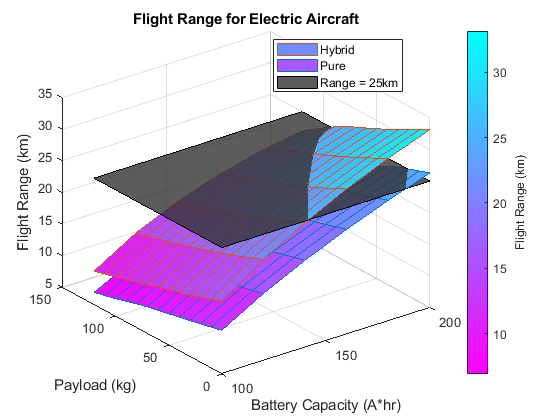 Flight Range for Electric Aircraft
Hybrid
Pure
Range = 25km
35
30
25
20
15
10
5
Flight Range (km)
150
100
50
0
Payload (kg)
100
150
200
Battery Capacity (A*hr)
30
25
20
15
10
Flight Range (km)